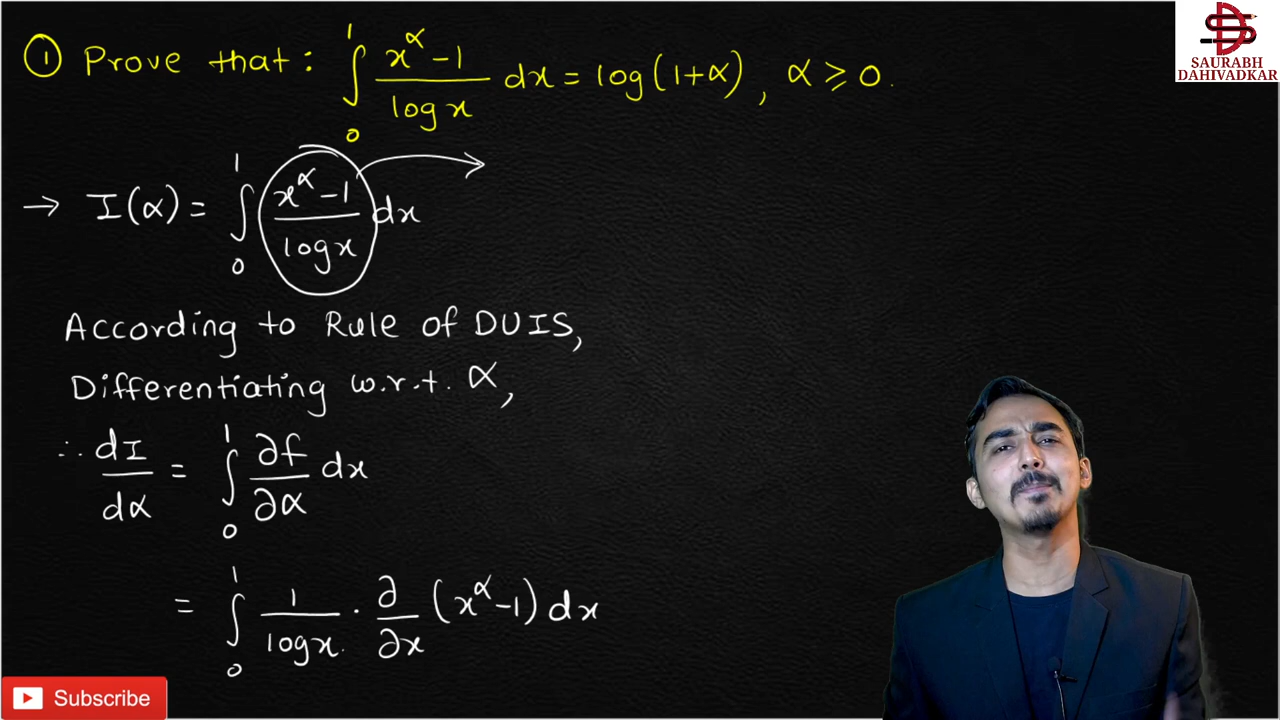 ① Prove that: ∫₀¹ (x^α - 1)/(log x) dx = log(1+α), α ≥ 0.
SAURABH
DAHIVADKAR
→ I(α) = ∫₀¹ (x^α - 1)/(log x) dx
According to Rule of DUIS,
Differentiating w.r.t. α,
∴ dI/dα = ∫₀¹ ∂f/∂α dx
= ∫₀¹ 1/(log x) · ∂/∂x (x^α - 1) dx
Subscribe